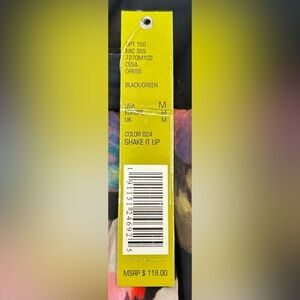 DPT 160
MIC 355
7270M102
CESA
DRESS
BLACK/GREEN
USA M
EUROPE M
UK M
COLOR 024
SHAKE IT UP
MSRP $ 119.00